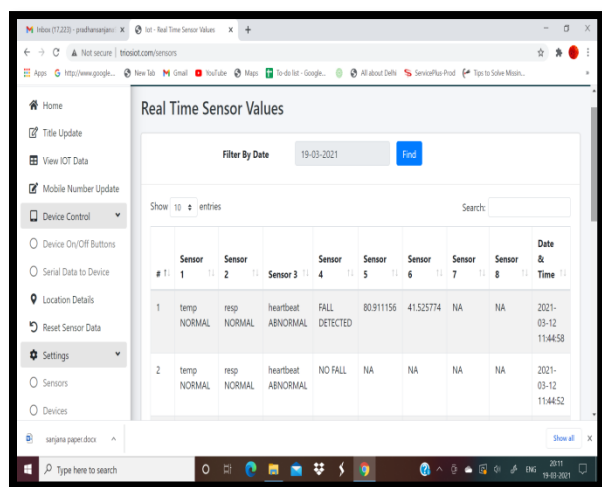 Inbox (17,223) - pradhansanjana
Iot - Real Time Sensor Values
Not secure | triosiot.com/sensors
Apps http://www.google... New Tab Gmail YouTube Maps To-do list - Google... All about Delhi ServicePlus-Prod Tips to Solve Missin...
Home
Title Update
View IOT Data
Mobile Number Update
Device Control
Device On/Off Buttons
Serial Data to Device
Location Details
Reset Sensor Data
Settings
Sensors
Devices
Real Time Sensor Values
Filter By Date 19-03-2021 Find
Show 10 entries Search:
# Sensor 1 Sensor 2 Sensor 3 Sensor 4 Sensor 5 Sensor 6 Sensor 7 Sensor 8 Date & Time
1 temp NORMAL resp NORMAL heartbeat ABNORMAL FALL DETECTED 80.911156 41.525774 NA NA 2021-03-12 11:44:58
2 temp NORMAL resp NORMAL heartbeat ABNORMAL NO FALL NA NA NA NA 2021-03-12 11:44:52
sanjana paper.docx Show all
Type here to search ENG 20:11
19-03-2021